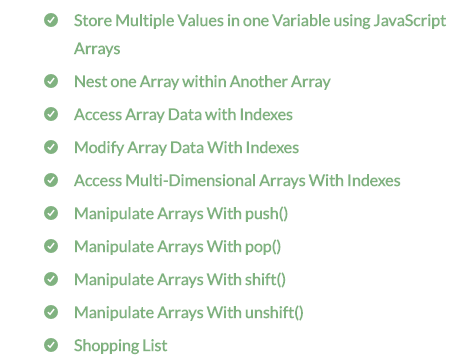 Store Multiple Values in one Variable using JavaScript
Arrays
Nest one Array within Another Array
Access Array Data with Indexes
Modify Array Data With Indexes
Access Multi-Dimensional Arrays With Indexes
Manipulate Arrays With push()
Manipulate Arrays With pop()
Manipulate Arrays With shift()
Manipulate Arrays With unshift()
Shopping List